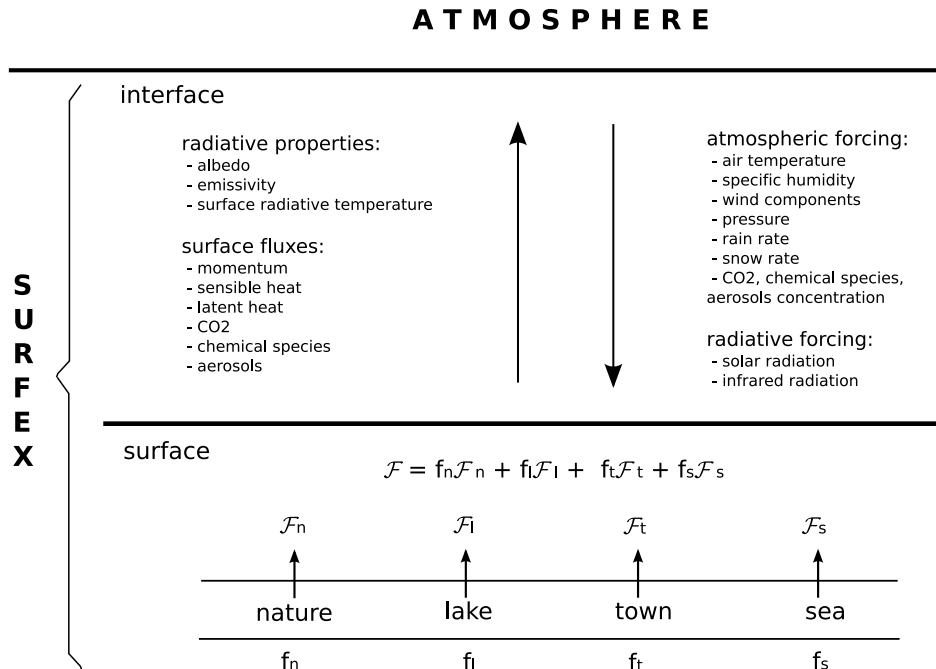 ATMOSPHERE
SURFEX
interface
radiative properties:
- albedo
- emissivity
- surface radiative temperature
surface fluxes:
- momentum
- sensible heat
- latent heat
- CO2
- chemical species
- aerosols
atmospheric forcing:
- air temperature
- specific humidity
- wind components
- pressure
- rain rate
- snow rate
- CO2, chemical species,
aerosols concentration
radiative forcing:
- solar radiation
- infrared radiation
surface
ℱ = fnℱn + flℱl + ftℱt + fsℱs
ℱn ℱl ℱt ℱs
nature lake town sea
fn fl ft fs